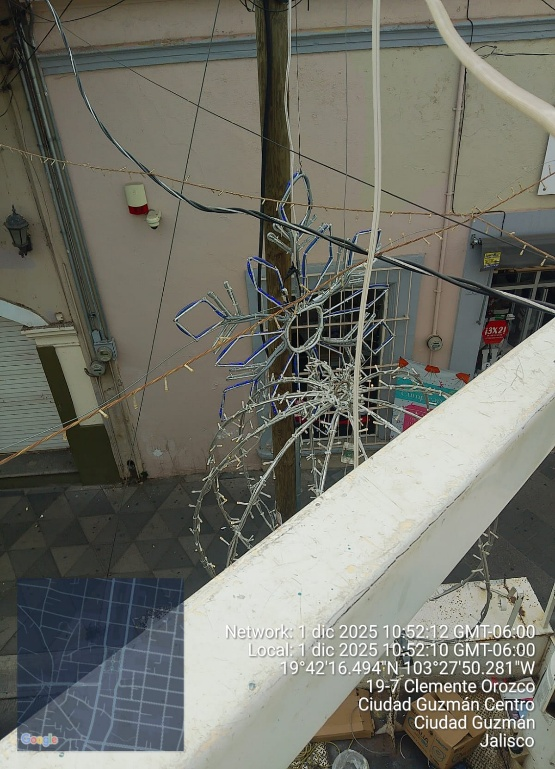 ¡3X2!
Network: 1 dic 2025 10:52:12 GMT-06:00
Local: 1 dic 2025 10:52:10 GMT-06:00
19°42'16.494"N 103°27'50.281"W
19-7 Clemente Orozco
Ciudad Guzmán Centro
Ciudad Guzmán
Jalisco
Google